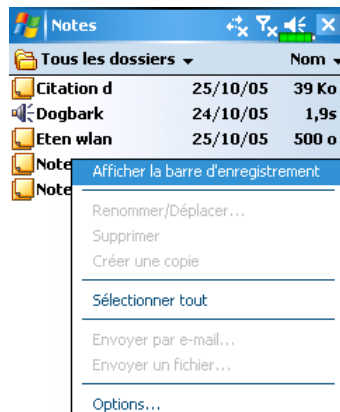 Notes
Tous les dossiers Nom
Citation d 25/10/05 39 Ko
Dogbark 24/10/05 1,9s
Eten wlan 25/10/05 500 o
Note
Note
Afficher la barre d'enregistrement
Renommer/Déplacer...
Supprimer
Créer une copie
Sélectionner tout
Envoyer par e-mail...
Envoyer un fichier...
Options...